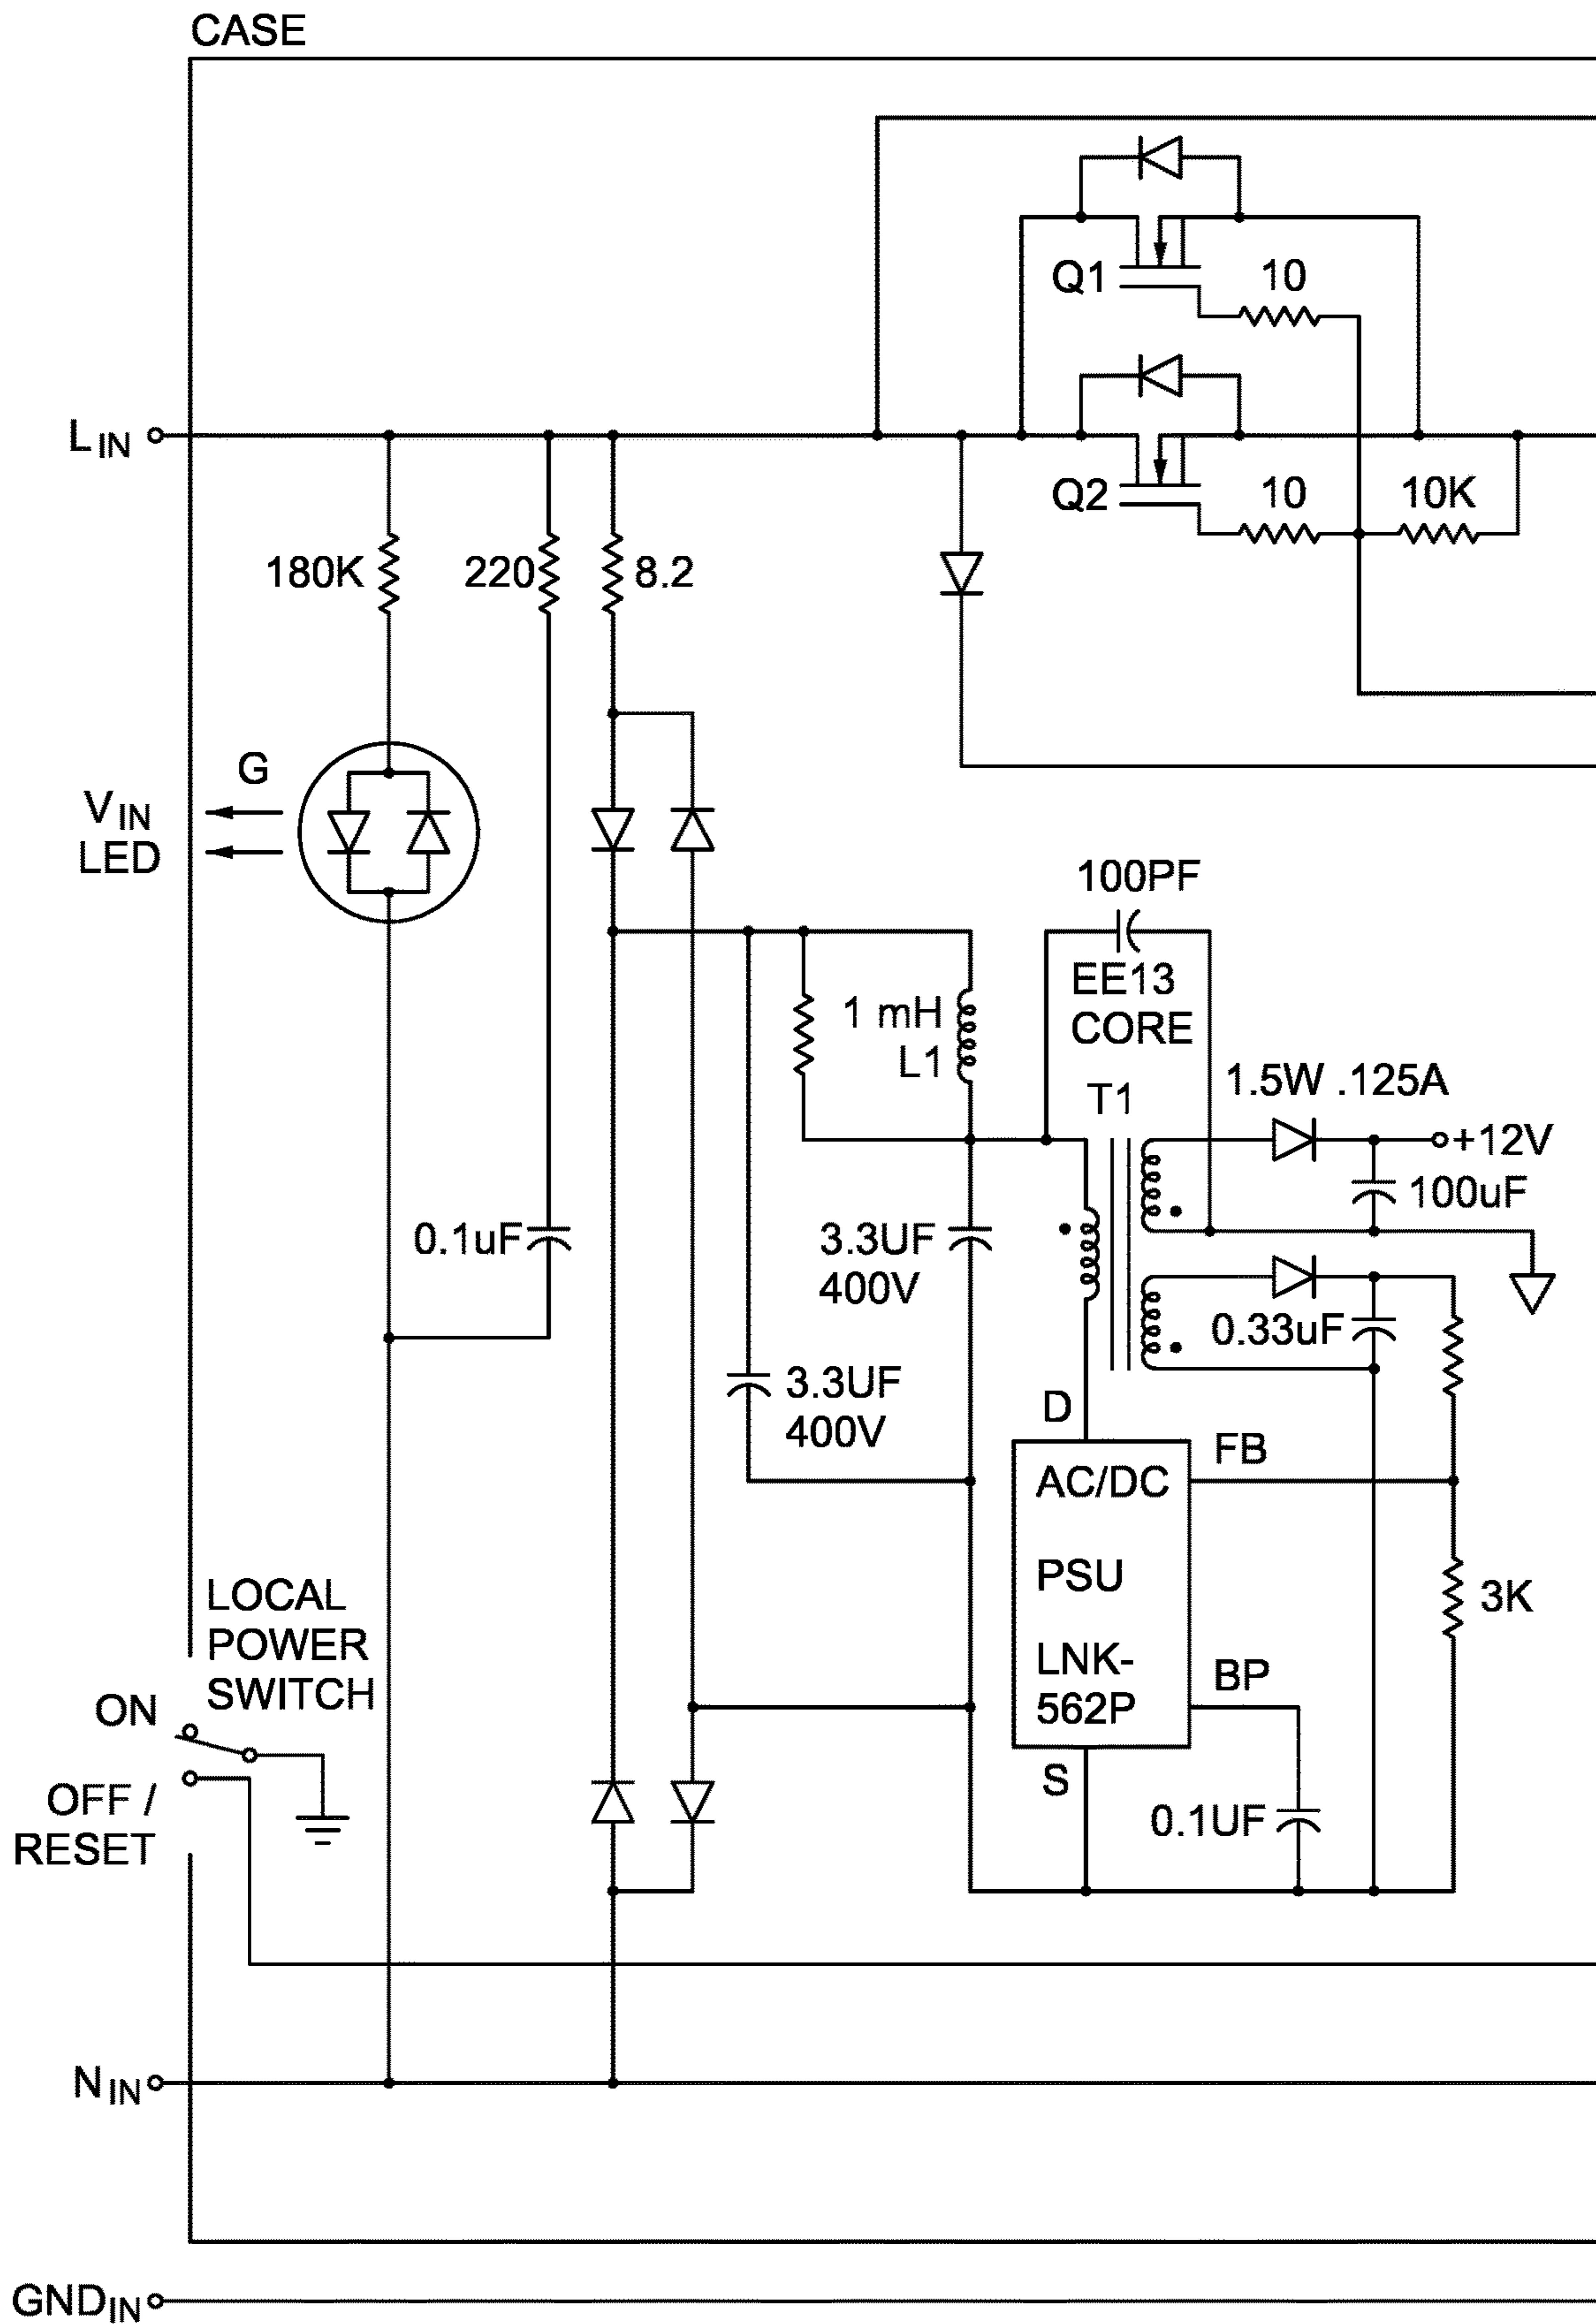 CASE
Q1
10
L IN
Q2
10
10K
180K
220
8.2
G
V IN
LED
100PF
EE13
CORE
1 mH
L1
1.5W .125A
T1
+12V
100uF
0.1uF
3.3UF
400V
0.33uF
3.3UF
400V
D
FB
AC/DC
PSU
LNK-
562P
3K
BP
S
0.1UF
LOCAL
POWER
SWITCH
ON
OFF /
RESET
N IN
GND IN